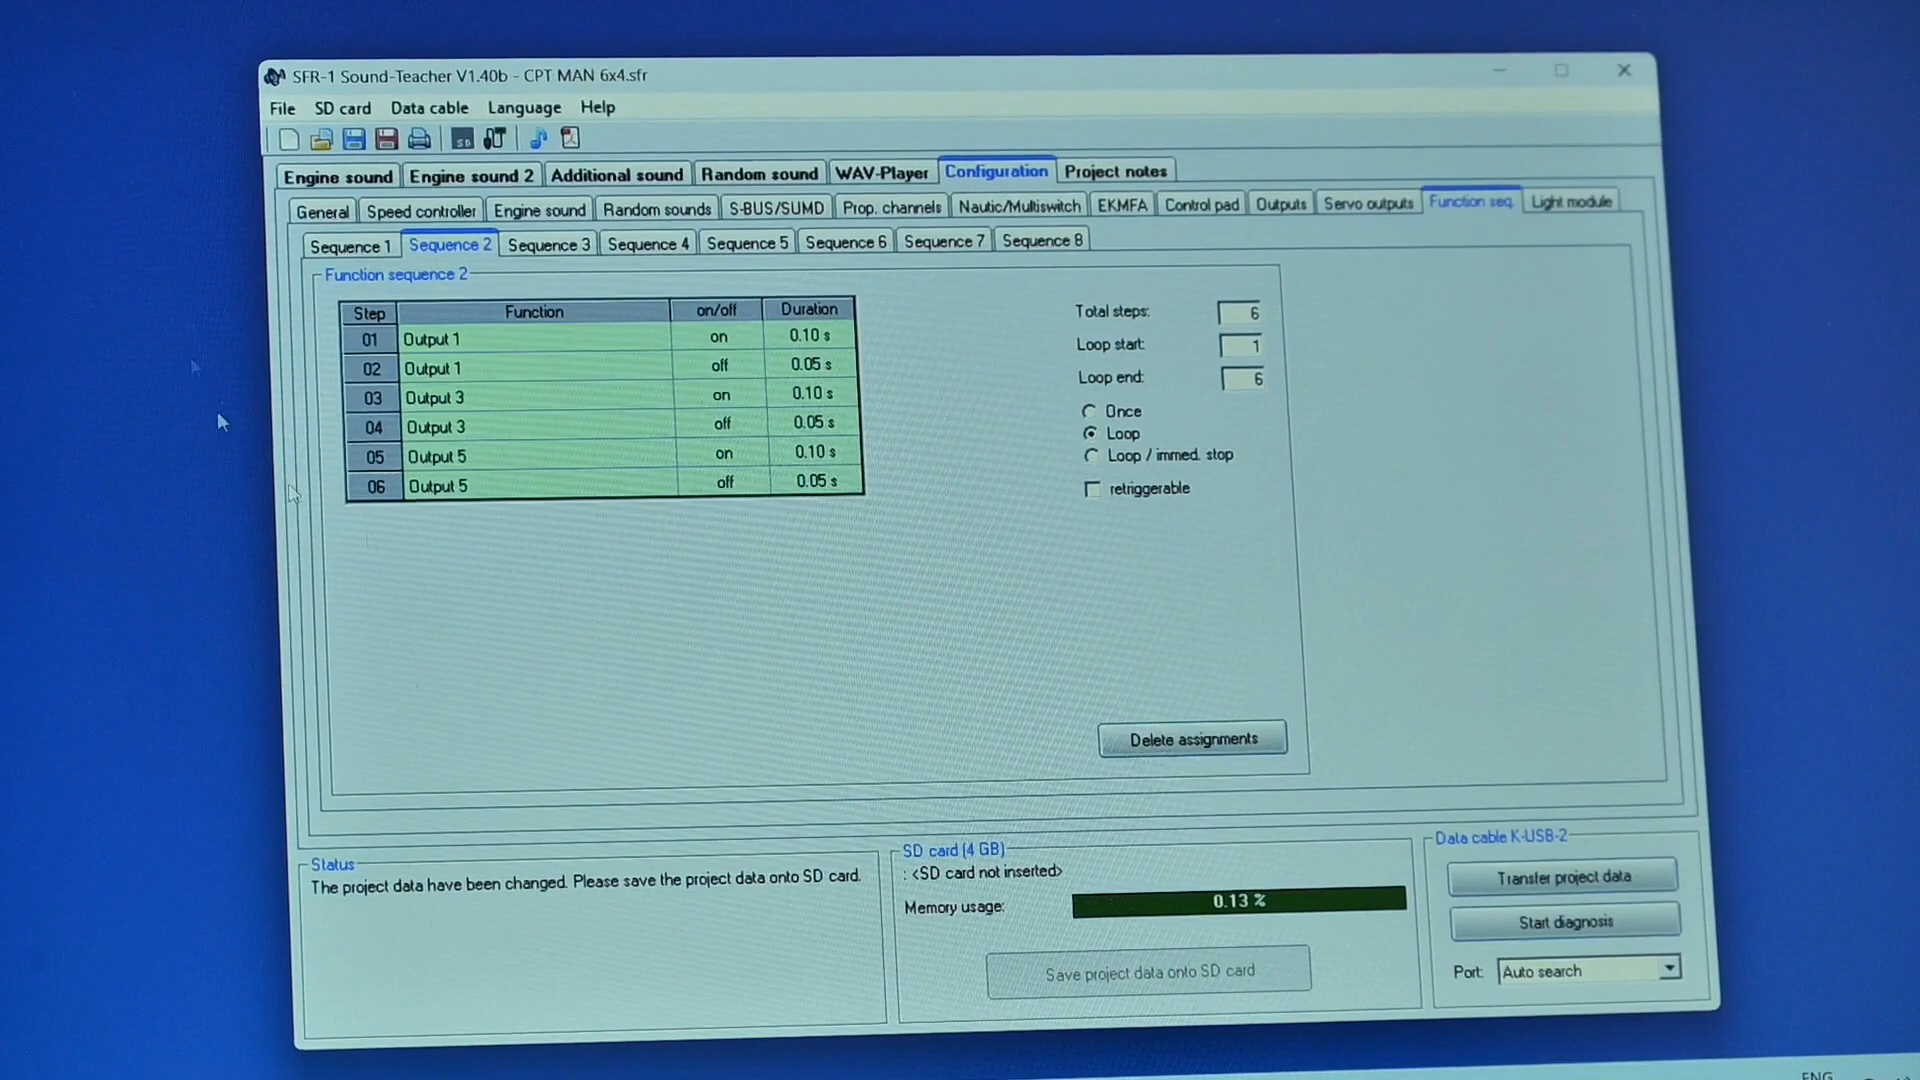 SFR-1 Sound-Teacher V1.40b - CPT MAN 6x4.sfr
File SD card Data cable Language Help
Engine sound Engine sound 2 Additional sound Random sound WAV-Player Configuration Project notes
General Speed controller Engine sound Random sounds S-BUS/SUMD Prop. channels Nautic/Multiswitch EKMFA Control pad Outputs Servo outputs Function seq. Light module
Sequence 1 Sequence 2 Sequence 3 Sequence 4 Sequence 5 Sequence 6 Sequence 7 Sequence 8
Function sequence 2
Step Function on/off Duration
01 Output 1 on 0.10 s
02 Output 1 off 0.05 s
03 Output 3 on 0.10 s
04 Output 3 off 0.05 s
05 Output 5 on 0.10 s
06 Output 5 off 0.05 s
Total steps: 6
Loop start: 1
Loop end: 6
Once
Loop
Loop / immed. stop
retriggerable
Delete assignments
Status
The project data have been changed. Please save the project data onto SD card.
SD card (4 GB)
: <SD card not inserted>
Memory usage: 0.13 %
Save project data onto SD card
Data cable K-USB-2
Transfer project data
Start diagnosis
Port: Auto search
ENG